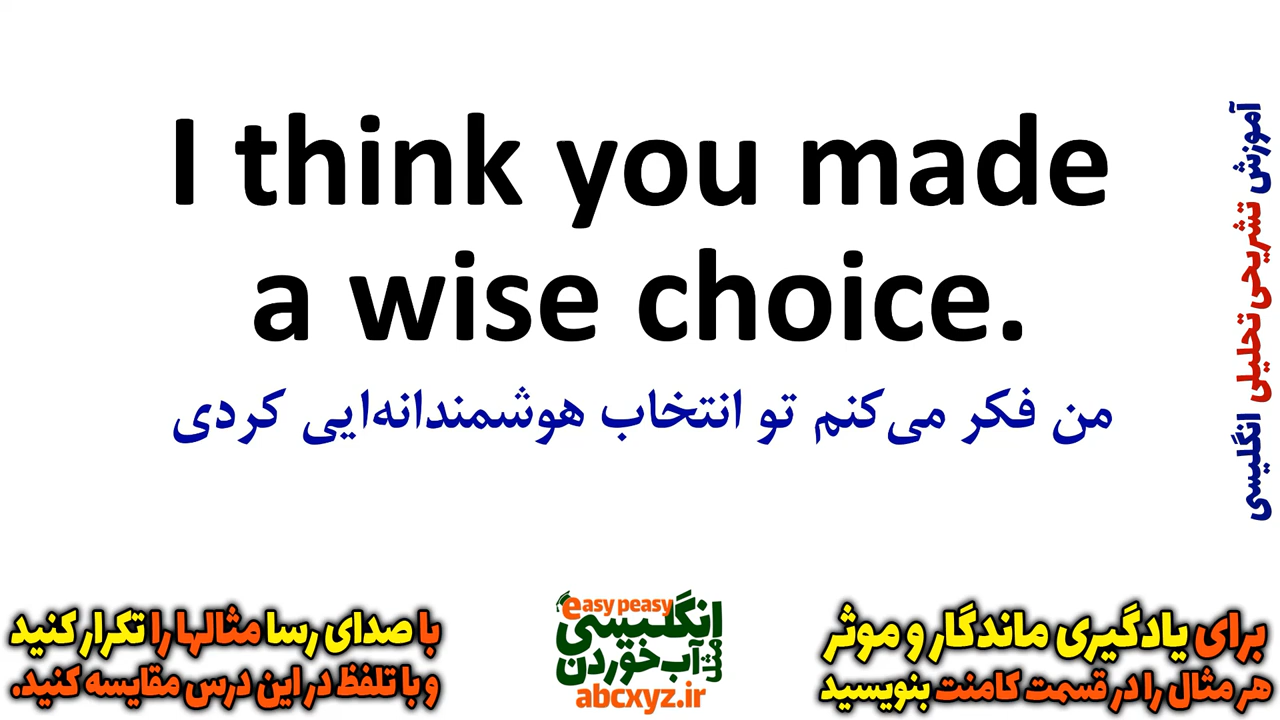 I think you made
a wise choice.
من فکر می‌کنم تو انتخاب هوشمندانه‌ایی کردی
آموزش تشریحی تحلیلی انگلیسی
با صدای رسا مثالها را تکرار کنید
و با تلفظ در این درس مقایسه کنید.
easy peasy
انگلیسی
مثل آب خوردن
abcxyz.ir
برای یادگیری ماندگار و موثر
هر مثال را در قسمت کامنت بنویسید